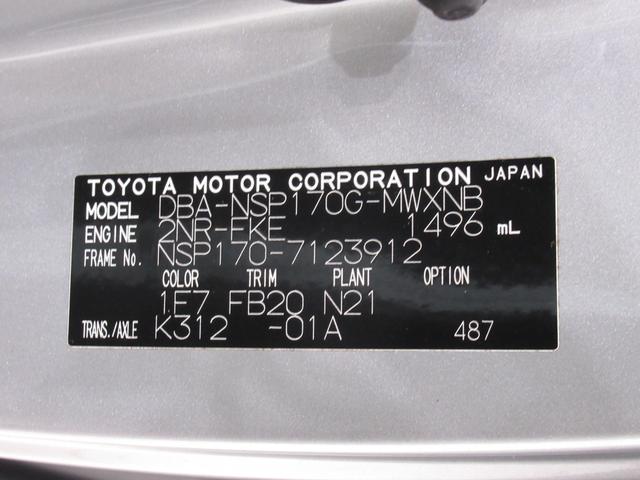 TOYOTA MOTOR CORPORATION JAPAN
MODEL DBA-NSP170G-MWXNB
ENGINE 2NR-FKE 1496 mL
FRAME No. NSP170-7123912
COLOR TRIM PLANT OPTION
1F7 FB20 N21
TRANS./AXLE K312 -01A 487